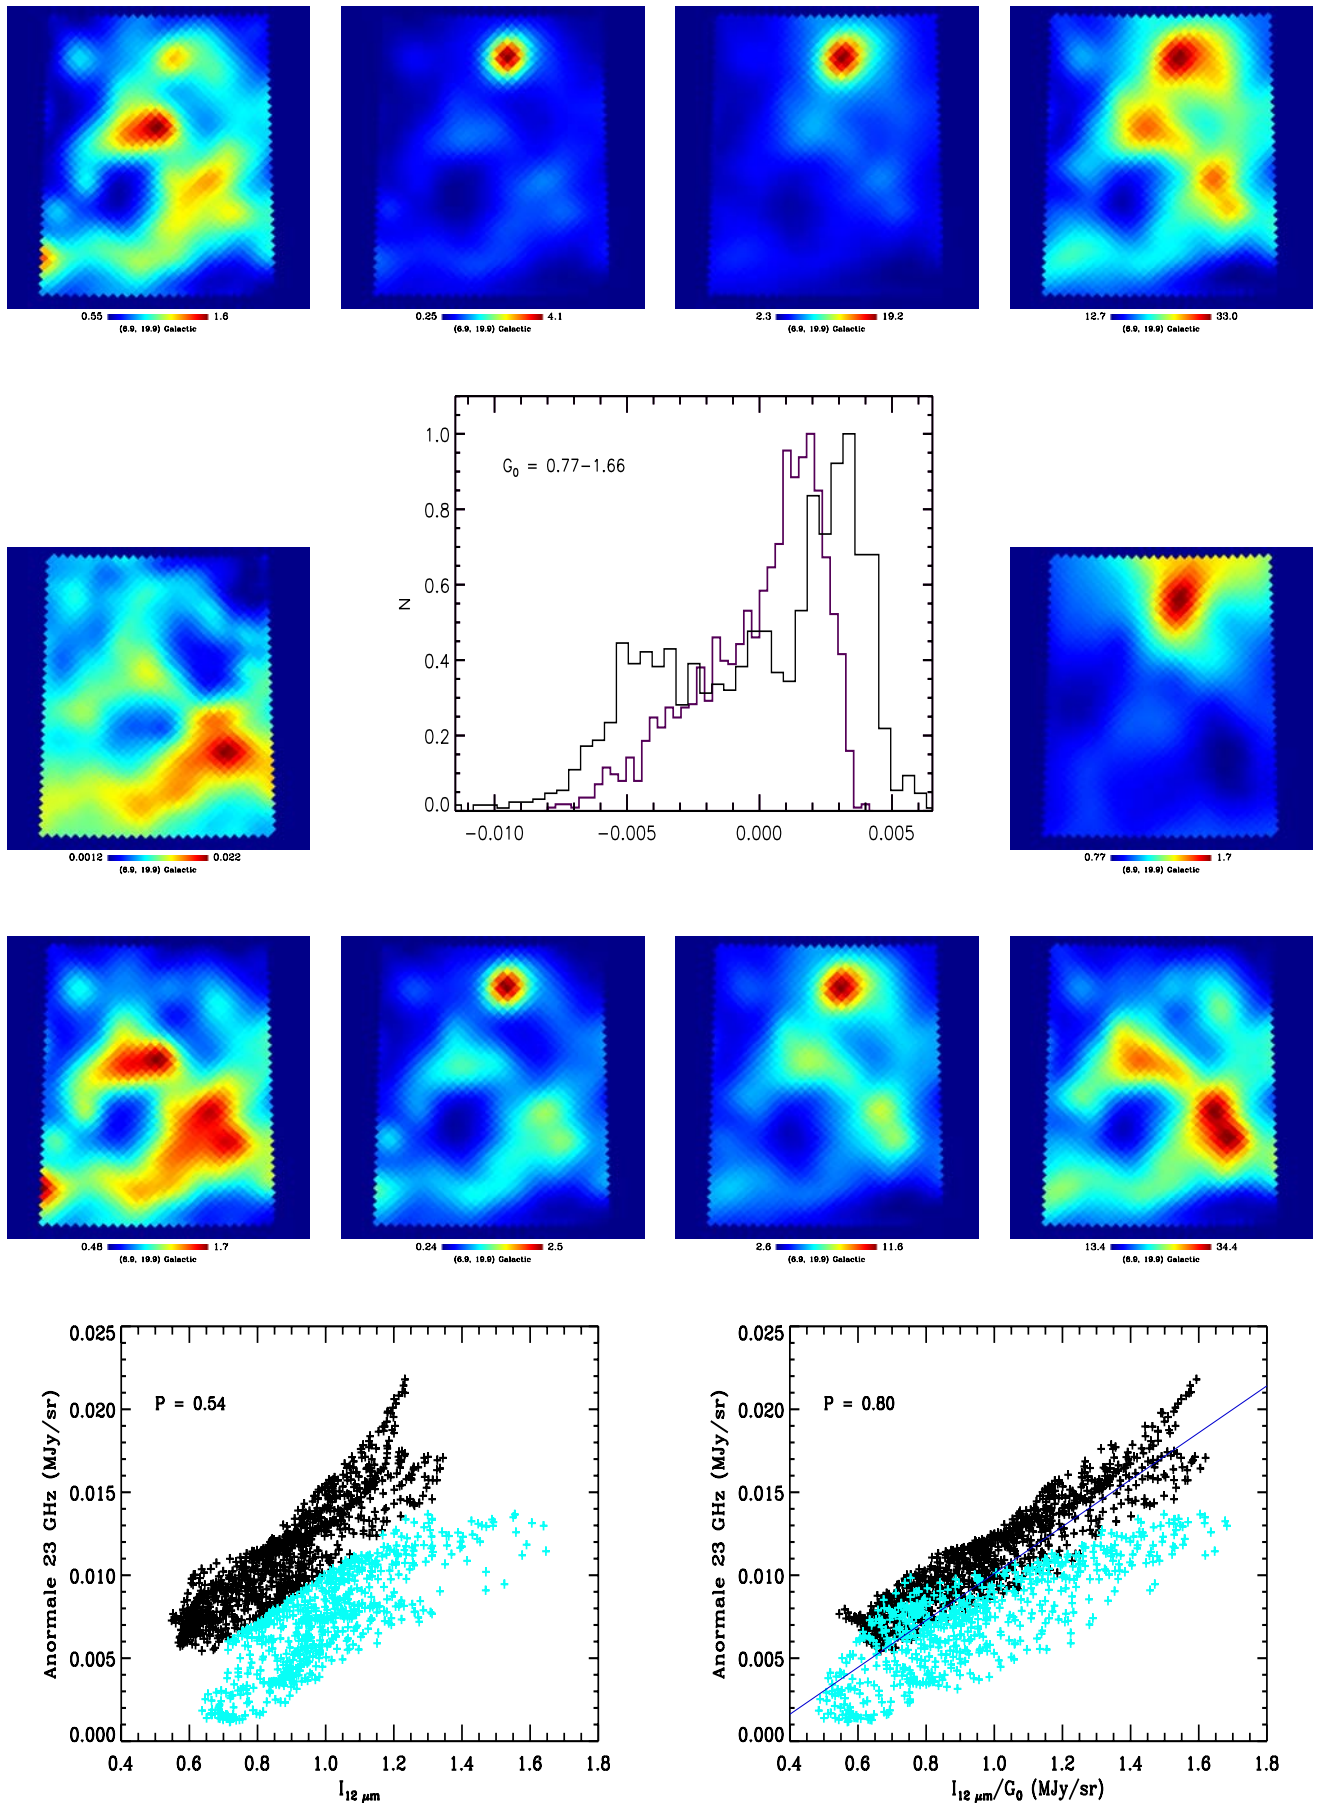 0.55 1.6
(6.9, 19.9) Galactic
0.25 4.1
(6.9, 19.9) Galactic
2.3 19.2
(6.9, 19.9) Galactic
12.7 33.0
(6.9, 19.9) Galactic
G₀ = 0.77−1.66
N
1.0
0.8
0.6
0.4
0.2
0.0
−0.010 −0.005 0.000 0.005
0.0012 0.022
(6.9, 19.9) Galactic
0.77 1.7
(6.9, 19.9) Galactic
0.48 1.7
(6.9, 19.9) Galactic
0.24 2.5
(6.9, 19.9) Galactic
2.6 11.6
(6.9, 19.9) Galactic
13.4 34.4
(6.9, 19.9) Galactic
P = 0.54
Anormale 23 GHz (MJy/sr)
0.025
0.020
0.015
0.010
0.005
0.000
0.4 0.6 0.8 1.0 1.2 1.4 1.6 1.8
I₁₂ μm
P = 0.80
Anormale 23 GHz (MJy/sr)
0.025
0.020
0.015
0.010
0.005
0.000
0.4 0.6 0.8 1.0 1.2 1.4 1.6 1.8
I₁₂ μm/G₀ (MJy/sr)